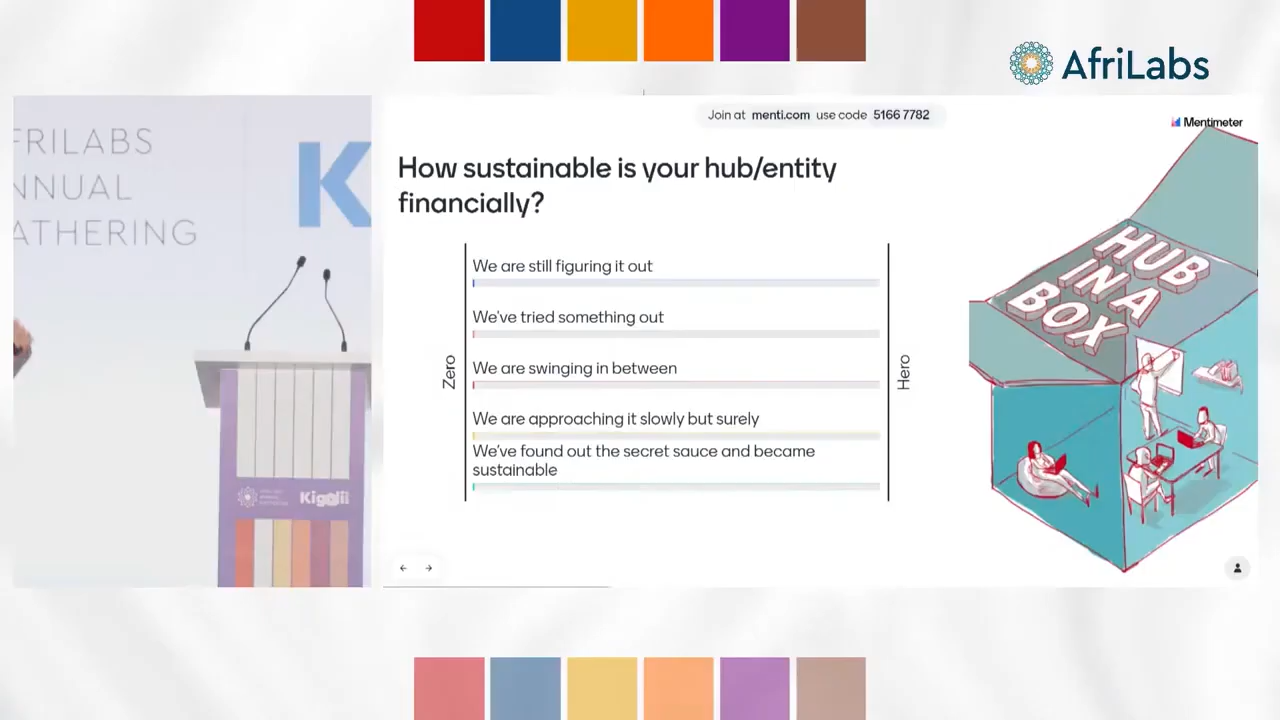 AfriLabs
FRILABS
NNUAL
ATHERING
K
Kigali
Join at menti.com use code 5166 7782
Mentimeter
How sustainable is your hub/entity
financially?
Zero
We are still figuring it out
We've tried something out
We are swinging in between
We are approaching it slowly but surely
We've found out the secret sauce and became
sustainable
Hero
HUB
IN A
BOX